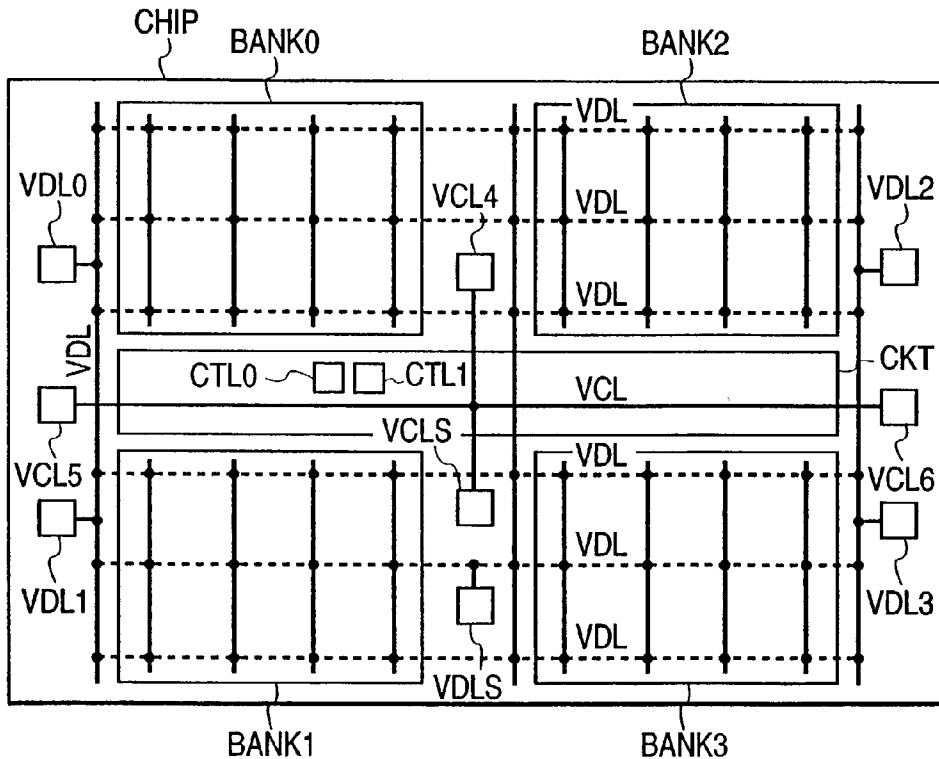 CHIP
BANK0
BANK2
VDL
VDL0
VCL4
VDL
VDL2
VDL
VDL
CTL0
CTL1
CKT
VCL
VCLS
VDL
VCL5
VCL6
VDL
VDL1
VDL3
VDL
VDLS
BANK1
BANK3